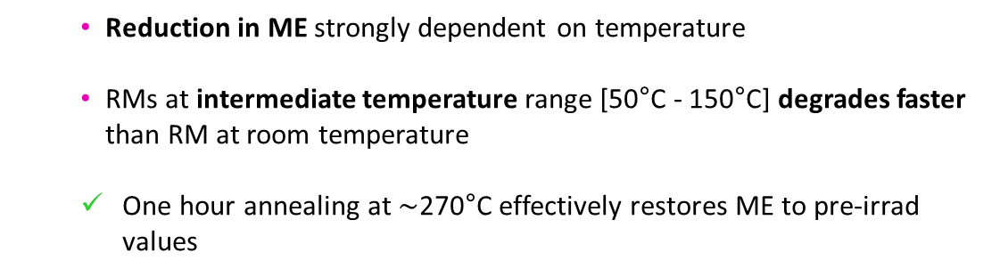 • Reduction in ME strongly dependent on temperature
• RMs at intermediate temperature range [50°C - 150°C] degrades faster
than RM at room temperature
✓ One hour annealing at ~270°C effectively restores ME to pre-irrad
values